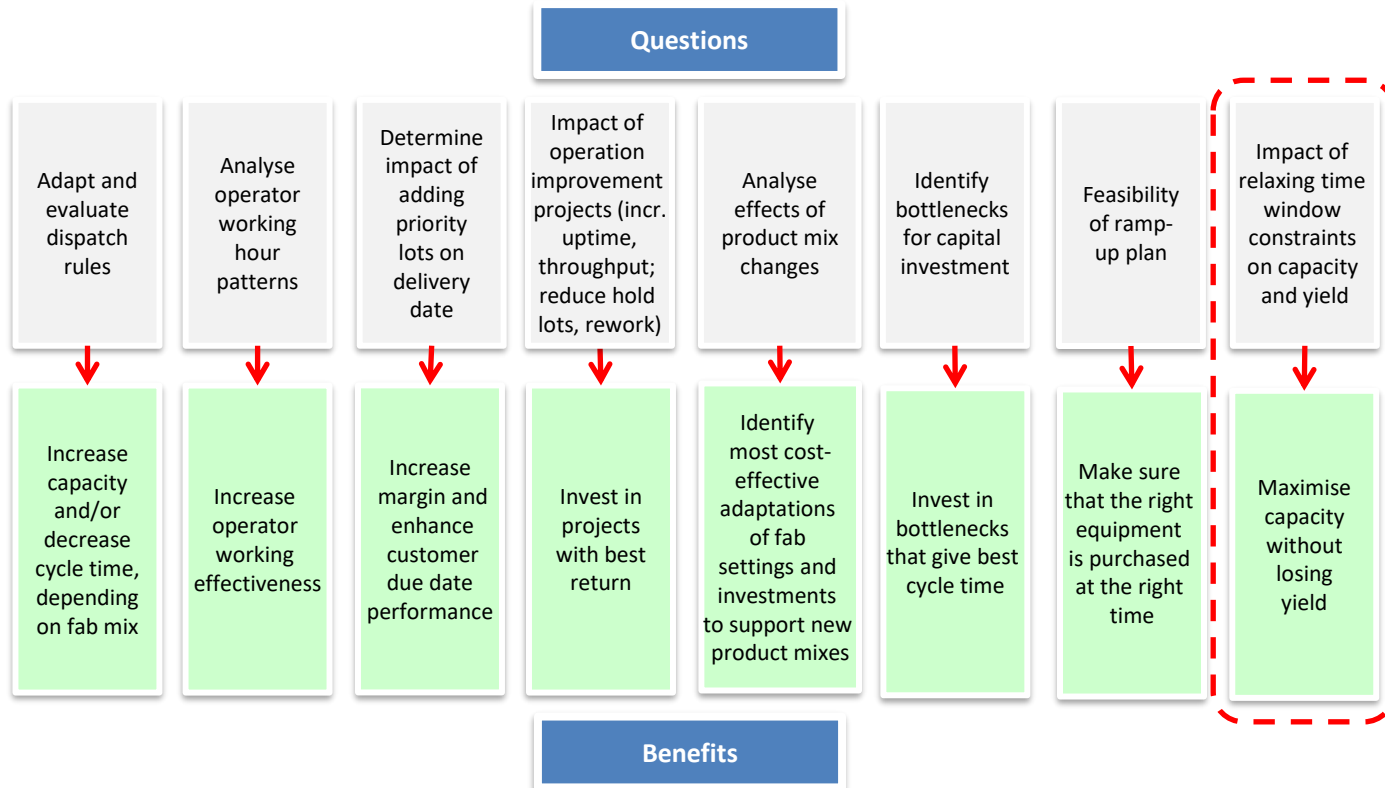 Questions
Adapt and
evaluate
dispatch
rules
Analyse
operator
working
hour
patterns
Determine
impact of
adding
priority
lots on
delivery
date
Impact of
operation
improvement
projects (incr.
uptime,
throughput;
reduce hold
lots, rework)
Analyse
effects of
product mix
changes
Identify
bottlenecks
for capital
investment
Feasibility
of ramp-
up plan
Impact of
relaxing time
window
constraints
on capacity
and yield
Increase
capacity
and/or
decrease
cycle time,
depending
on fab mix
Increase
operator
working
effectiveness
Increase
margin and
enhance
customer
due date
performance
Invest in
projects
with best
return
Identify
most cost-
effective
adaptations
of fab
settings and
investments
to support new
product mixes
Invest in
bottlenecks
that give best
cycle time
Make sure
that the right
equipment
is purchased
at the right
time
Maximise
capacity
without
losing
yield
Benefits